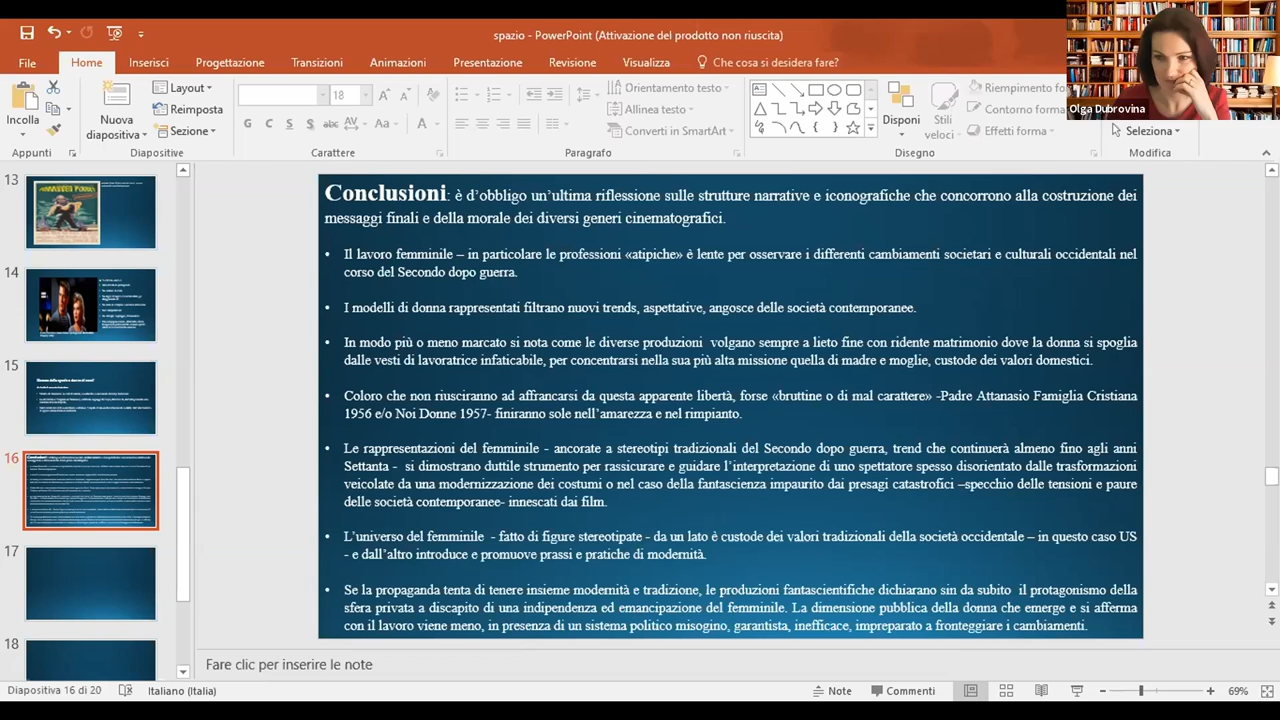 spazio - PowerPoint (Attivazione del prodotto non riuscita)
File Home Inserisci Progettazione Transizioni Animazioni Presentazione Revisione Visualizza Che cosa si desidera fare?
Olga Dubrovina
Incolla
Nuova diapositiva
Layout
Reimposta
Sezione
18
G C S S abc AV Aa A
Orientamento testo
Allinea testo
Converti in SmartArt
Disponi
Stili veloci
Riempimento
Contorno forma
Effetti forma
Seleziona
Appunti Diapositive Carattere Paragrafo Disegno Modifica
13
14
15
16
17
18
Conclusioni: è d’obbligo un’ultima riflessione sulle strutture narrative e iconografiche che concorrono alla costruzione dei
messaggi finali e della morale dei diversi generi cinematografici.
• Il lavoro femminile – in particolare le professioni «atipiche» è lente per osservare i differenti cambiamenti societari e culturali occidentali nel
corso del Secondo dopo guerra.
• I modelli di donna rappresentati filtrano i novi trends, aspettative, angosce delle società contemporanee.
• In modo più o meno marcato si nota come le diverse produzioni volgano sempre a lieto fine con ridente matrimonio dove la donna si spoglia
dalle vesti di lavoratrice infaticabile, per concentrarsi nella sua più alta missione quella di madre e moglie, custode dei valori domestici.
• Coloro che non riusciranno ad affrancarsi da questa apparente libertà, forse «bruttine o di mal carattere» -Padre Attanasio Famiglia Cristiana
1956 e/o Noi Donne 1957- finiranno sole nell’amarezza e nel rimpianto.
• Le rappresentazioni del femminile - ancorate a stereotipi tradizionali del Secondo dopo guerra, trend che continuerà almeno fino agli anni
Settanta - si dimostrano meccanismo per rassicurare e guidare l’interpretazione di uno spettatore spesso disorientato dalle trasformazioni
veicolate da una modernizzazione dei costumi o nel caso della fantascienza impaurito dai presagi catastrofici –specchio delle tensioni e paure
delle società contemporanee- mostrati dai film.
• L’universo del femminile - fatto di figure stereotipate - da un lato è custode dei valori tradizionali della società occidentale – in questo caso US
- e dall’altro introduce e promuove prassi e pratiche di modernità.
• Se la propaganda tenta di tenere insieme modernità e tradizione, le produzioni fantascientifiche dichiarano sin da subito il protagonismo della
sfera privata a discapito di una indipendenza ed emancipazione del femminile. La dimensione pubblica della donna che emerge e si afferma
con il lavoro viene meno, in presenza di un sistema politico misogino, garantista, inefficace, impreparato a fronteggiare i cambiamenti.
Fare clic per inserire le note
Diapositiva 16 di 20 Italiano (Italia) Note Commenti 69%